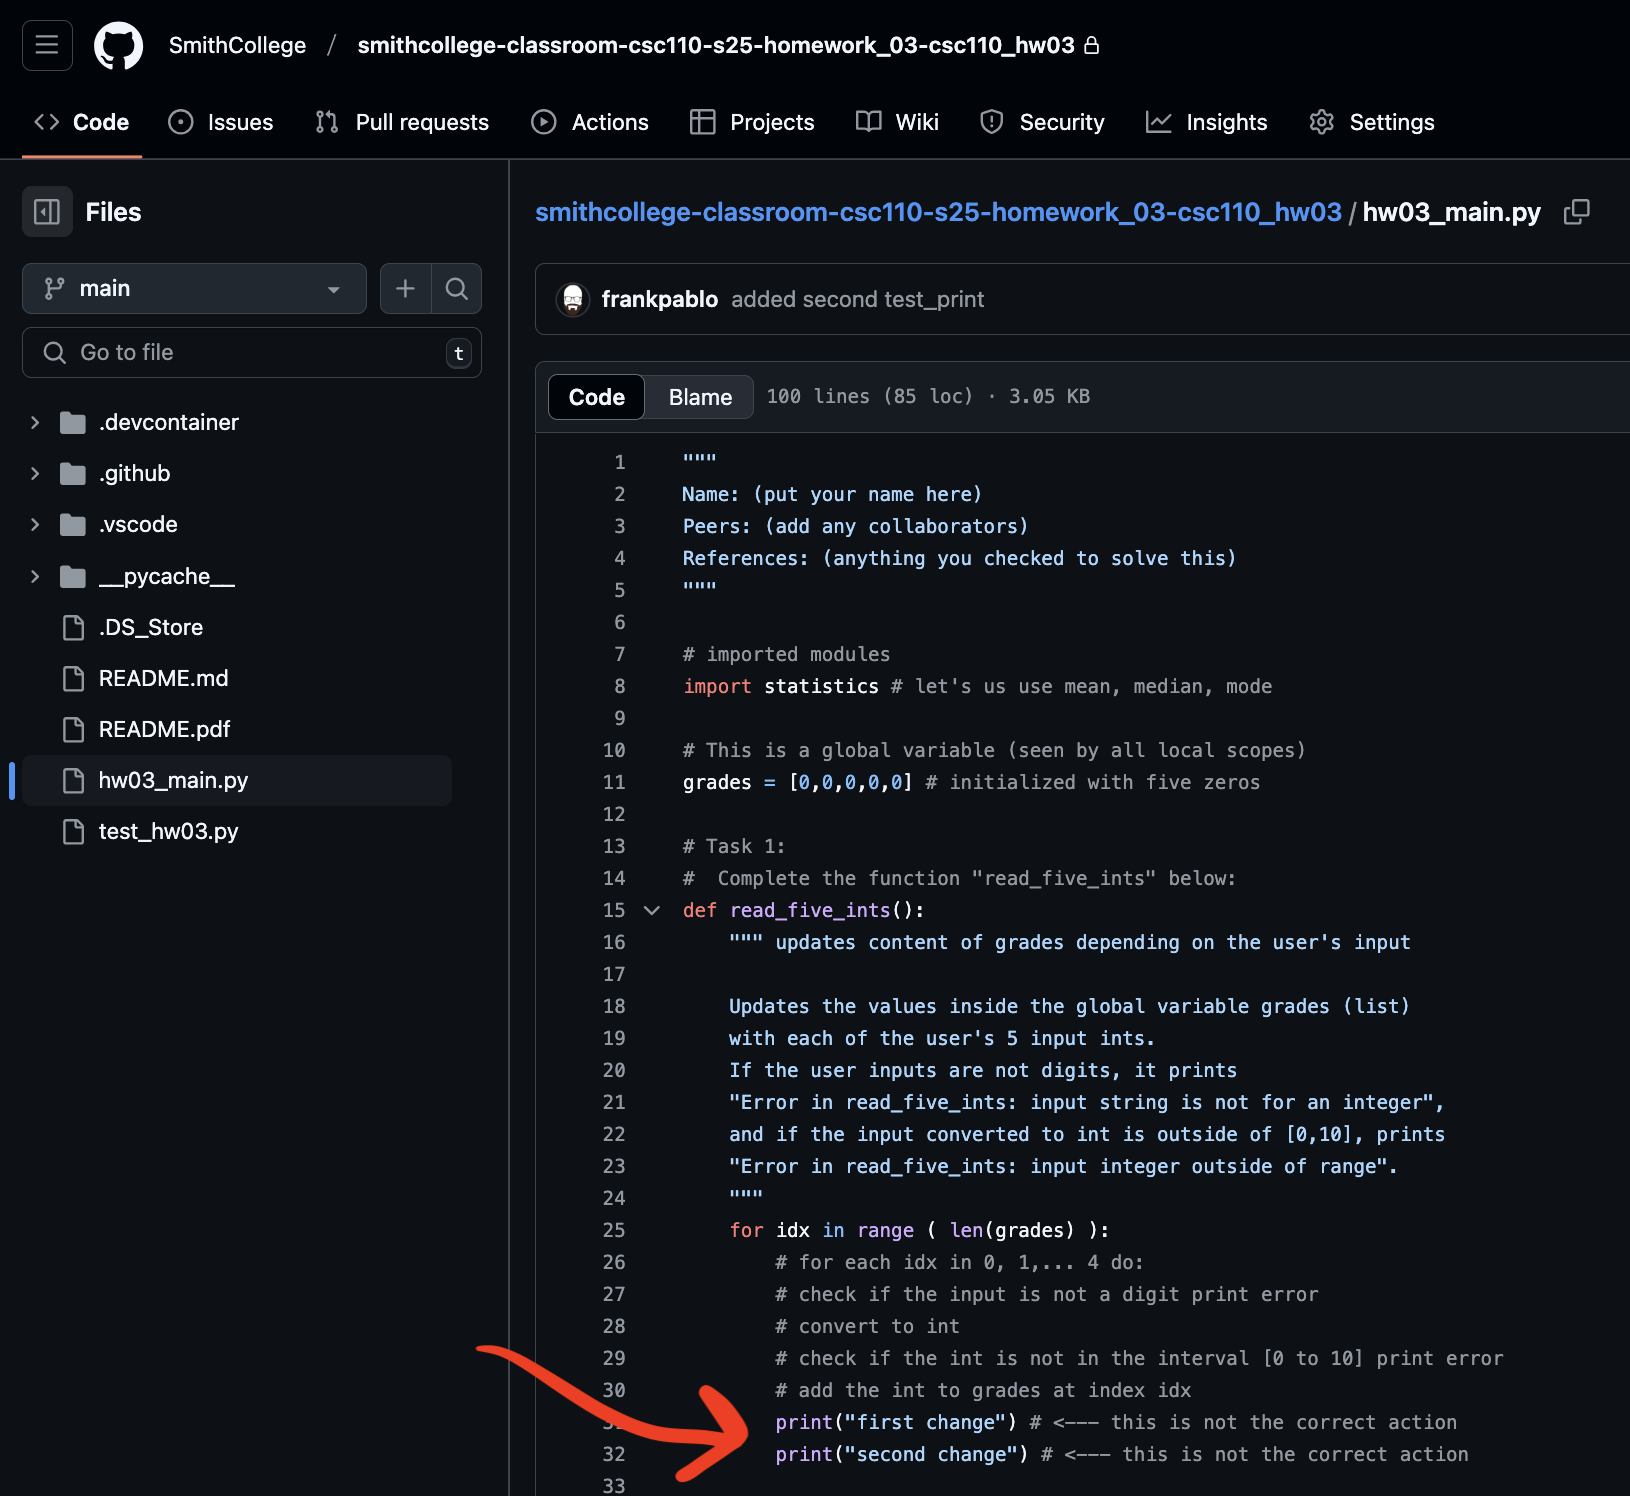 SmithCollege / smithcollege-classroom-csc110-s25-homework_03-csc110_hw03
Code Issues Pull requests Actions Projects Wiki Security Insights Settings
Files
main
Go to file t
.devcontainer
.github
.vscode
__pycache__
.DS_Store
README.md
README.pdf
hw03_main.py
test_hw03.py
smithcollege-classroom-csc110-s25-homework_03-csc110_hw03 / hw03_main.py
frankpablo added second test_print
Code Blame 100 lines (85 loc) · 3.05 KB
1 """
2 Name: (put your name here)
3 Peers: (add any collaborators)
4 References: (anything you checked to solve this)
5 """
6
7 # imported modules
8 import statistics # let's us use mean, median, mode
9
10 # This is a global variable (seen by all local scopes)
11 grades = [0,0,0,0,0] # initialized with five zeros
12
13 # Task 1:
14 #  Complete the function "read_five_ints" below:
15 def read_five_ints():
16     """ updates content of grades depending on the user's input
17
18     Updates the values inside the global variable grades (list)
19     with each of the user's 5 input ints.
20     If the user inputs are not digits, it prints
21     "Error in read_five_ints: input string is not for an integer",
22     and if the input converted to int is outside of [0,10], prints
23     "Error in read_five_ints: input integer outside of range".
24     """
25     for idx in range ( len(grades) ):
26         # for each idx in 0, 1,... 4 do:
27         # check if the input is not a digit print error
28         # convert to int
29         # check if the int is not in the interval [0 to 10] print error
30         # add the int to grades at index idx
print("first change") # <--- this is not the correct action
32         print("second change") # <--- this is not the correct action
33